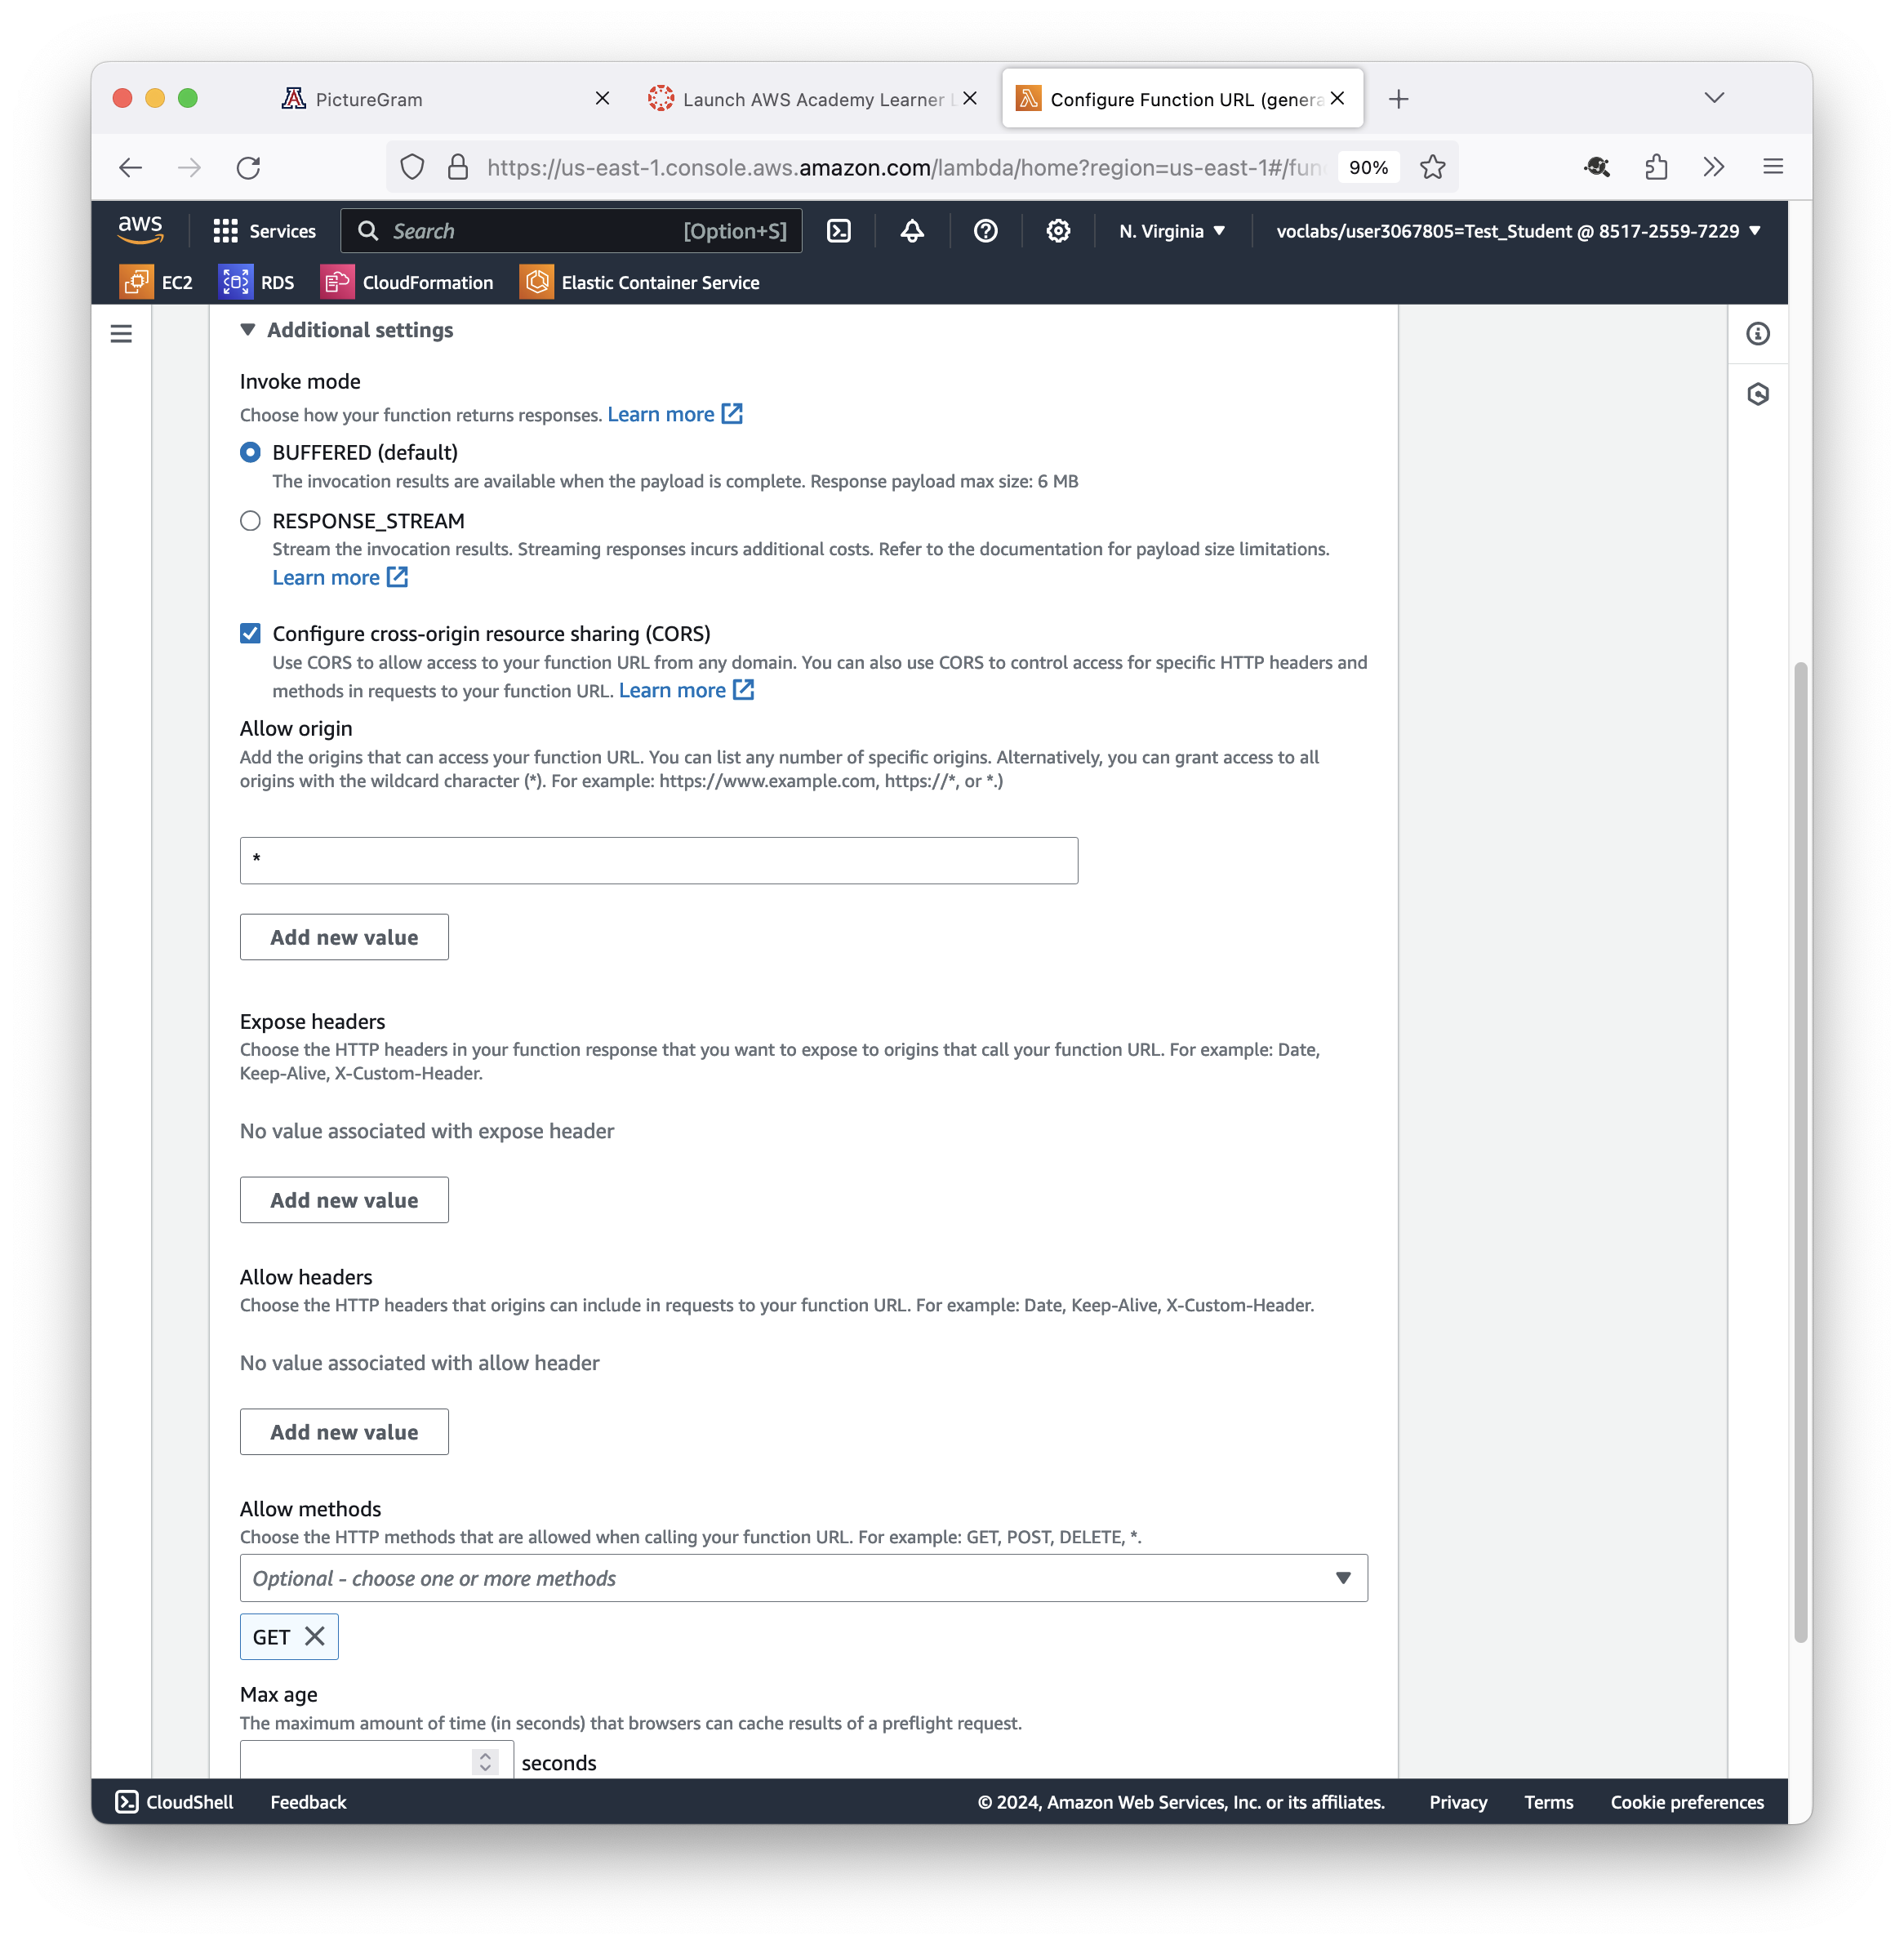 PictureGram
Launch AWS Academy Learner L
Configure Function URL (genera
https://us-east-1.console.aws.amazon.com/lambda/home?region=us-east-1#/fun
90%
aws
Services
Search
[Option+S]
N. Virginia
voclabs/user3067805=Test_Student @ 8517-2559-7229
EC2
RDS
CloudFormation
Elastic Container Service
Additional settings
Invoke mode
Choose how your function returns responses. Learn more
BUFFERED (default)
The invocation results are available when the payload is complete. Response payload max size: 6 MB
RESPONSE_STREAM
Stream the invocation results. Streaming responses incurs additional costs. Refer to the documentation for payload size limitations.
Learn more
Configure cross-origin resource sharing (CORS)
Use CORS to allow access to your function URL from any domain. You can also use CORS to control access for specific HTTP headers and
methods in requests to your function URL. Learn more
Allow origin
Add the origins that can access your function URL. You can list any number of specific origins. Alternatively, you can grant access to all
origins with the wildcard character (*). For example: https://www.example.com, https://*, or *.)
*
Add new value
Expose headers
Choose the HTTP headers in your function response that you want to expose to origins that call your function URL. For example: Date,
Keep-Alive, X-Custom-Header.
No value associated with expose header
Add new value
Allow headers
Choose the HTTP headers that origins can include in requests to your function URL. For example: Date, Keep-Alive, X-Custom-Header.
No value associated with allow header
Add new value
Allow methods
Choose the HTTP methods that are allowed when calling your function URL. For example: GET, POST, DELETE, *.
Optional - choose one or more methods
GET
Max age
The maximum amount of time (in seconds) that browsers can cache results of a preflight request.
seconds
CloudShell
Feedback
© 2024, Amazon Web Services, Inc. or its affiliates.
Privacy
Terms
Cookie preferences